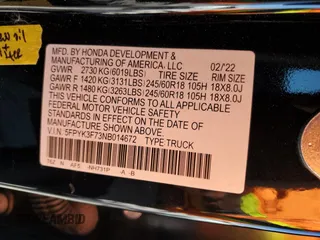 MFD. BY HONDA DEVELOPMENT &
MANUFACTURING OF AMERICA, LLC 02/'22
GVWR 2730 KG(6019LBS) TIRE SIZE RIM SIZE
GAWR F 1420 KG(3131LBS) 245/60R18 105H 18X8.0J
GAWR R 1480 KG(3263LBS) 245/60R18 105H 18X8.0J
THIS VEHICLE CONFORMS TO ALL APPLICABLE
FEDERAL MOTOR VEHICLE SAFETY STANDARDS
IN EFFECT ON THE DATE OF MANUFACTURE
SHOWN ABOVE.
5FPYK3F73NB014672 TYPE:TRUCK
NH731P -A -B